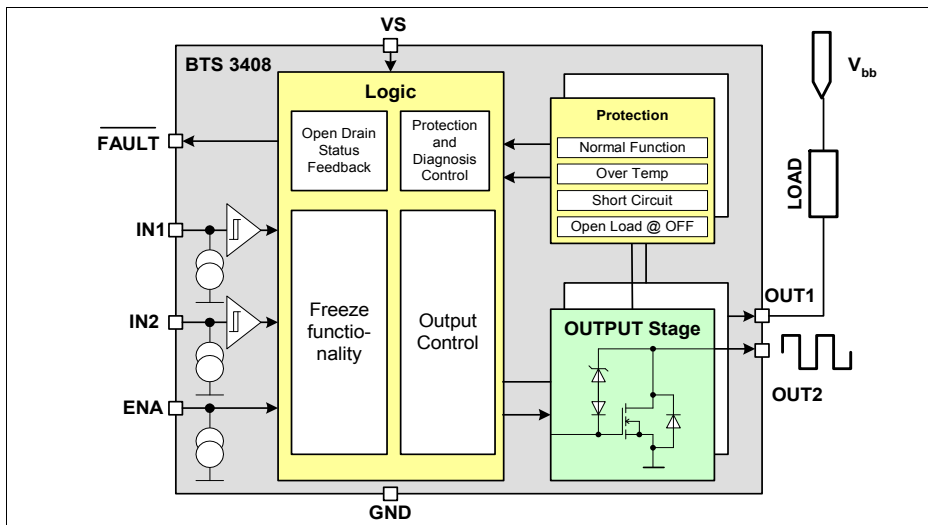 VS
BTS 3408
V_bb
Logic
Protection
FAULT
Open Drain
Status
Feedback
Protection
and
Diagnosis
Control
Normal Function
Over Temp
Short Circuit
Open Load @ OFF
LOAD
IN1
IN2
ENA
Freeze
functio-
nality
Output
Control
OUTPUT Stage
OUT1
OUT2
GND